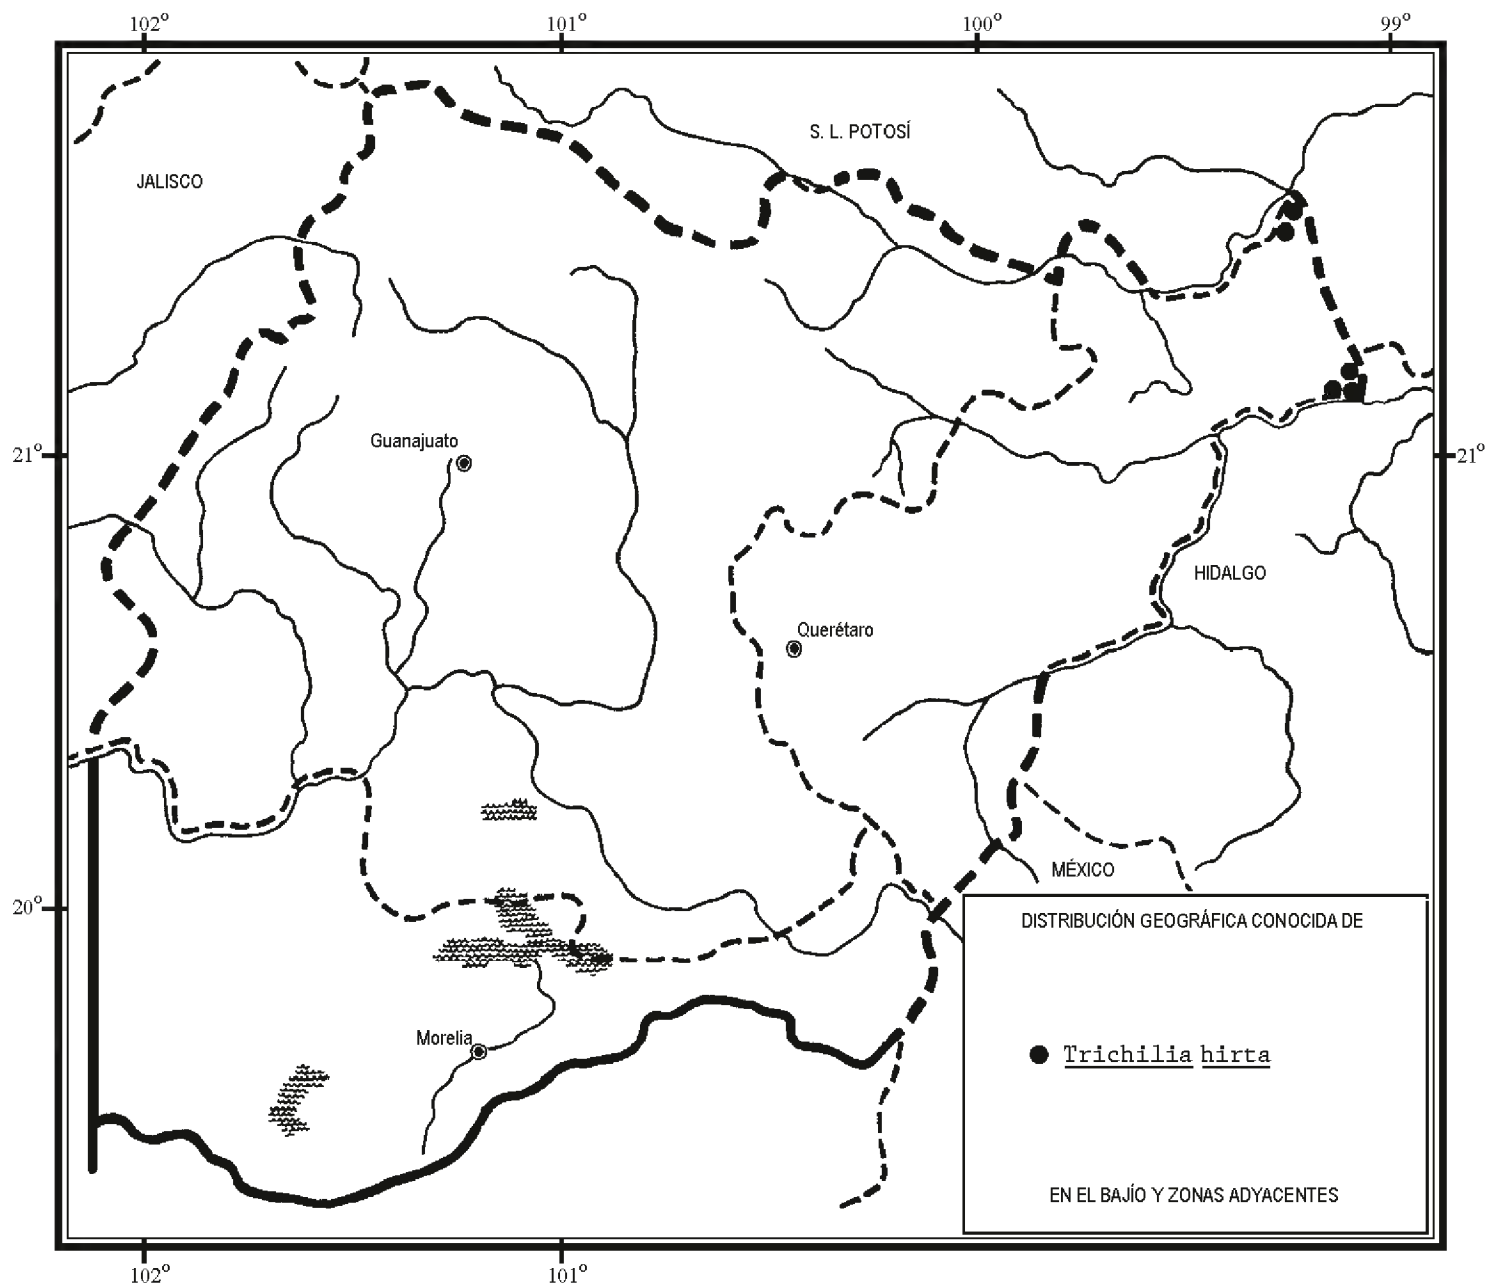 102° 101° 100° 99°
S. L. POTOSÍ
JALISCO
Guanajuato
21° 21°
HIDALGO
Querétaro
MÉXICO
20°
DISTRIBUCIÓN GEOGRÁFICA CONOCIDA DE
Morelia
Trichilia hirta
EN EL BAJÍO Y ZONAS ADYACENTES
102° 101°